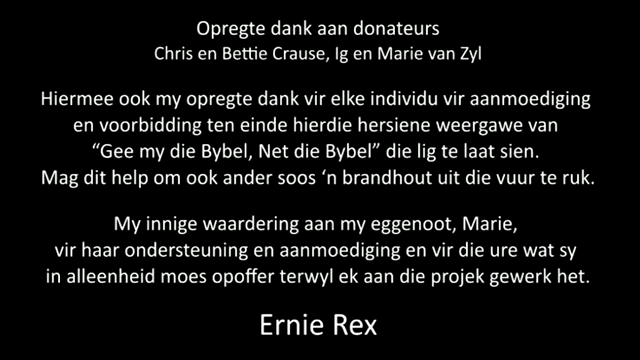 Opregte dank aan donateurs
Chris en Bettie Crause, Ig en Marie van Zyl
Hiermee ook my opregte dank vir elke individu vir aanmoediging
en voorbidding ten einde hierdie hersiene weergawe van
“Gee my die Bybel, Net die Bybel” die lig te laat sien.
Mag dit help om ook ander soos ‘n brandhout uit die vuur te ruk.
My innige waardering aan my eggenoot, Marie,
vir haar ondersteuning en aanmoediging en vir die ure wat sy
in alleenheid moes opoffer terwyl ek aan die projek gewerk het.
Ernie Rex